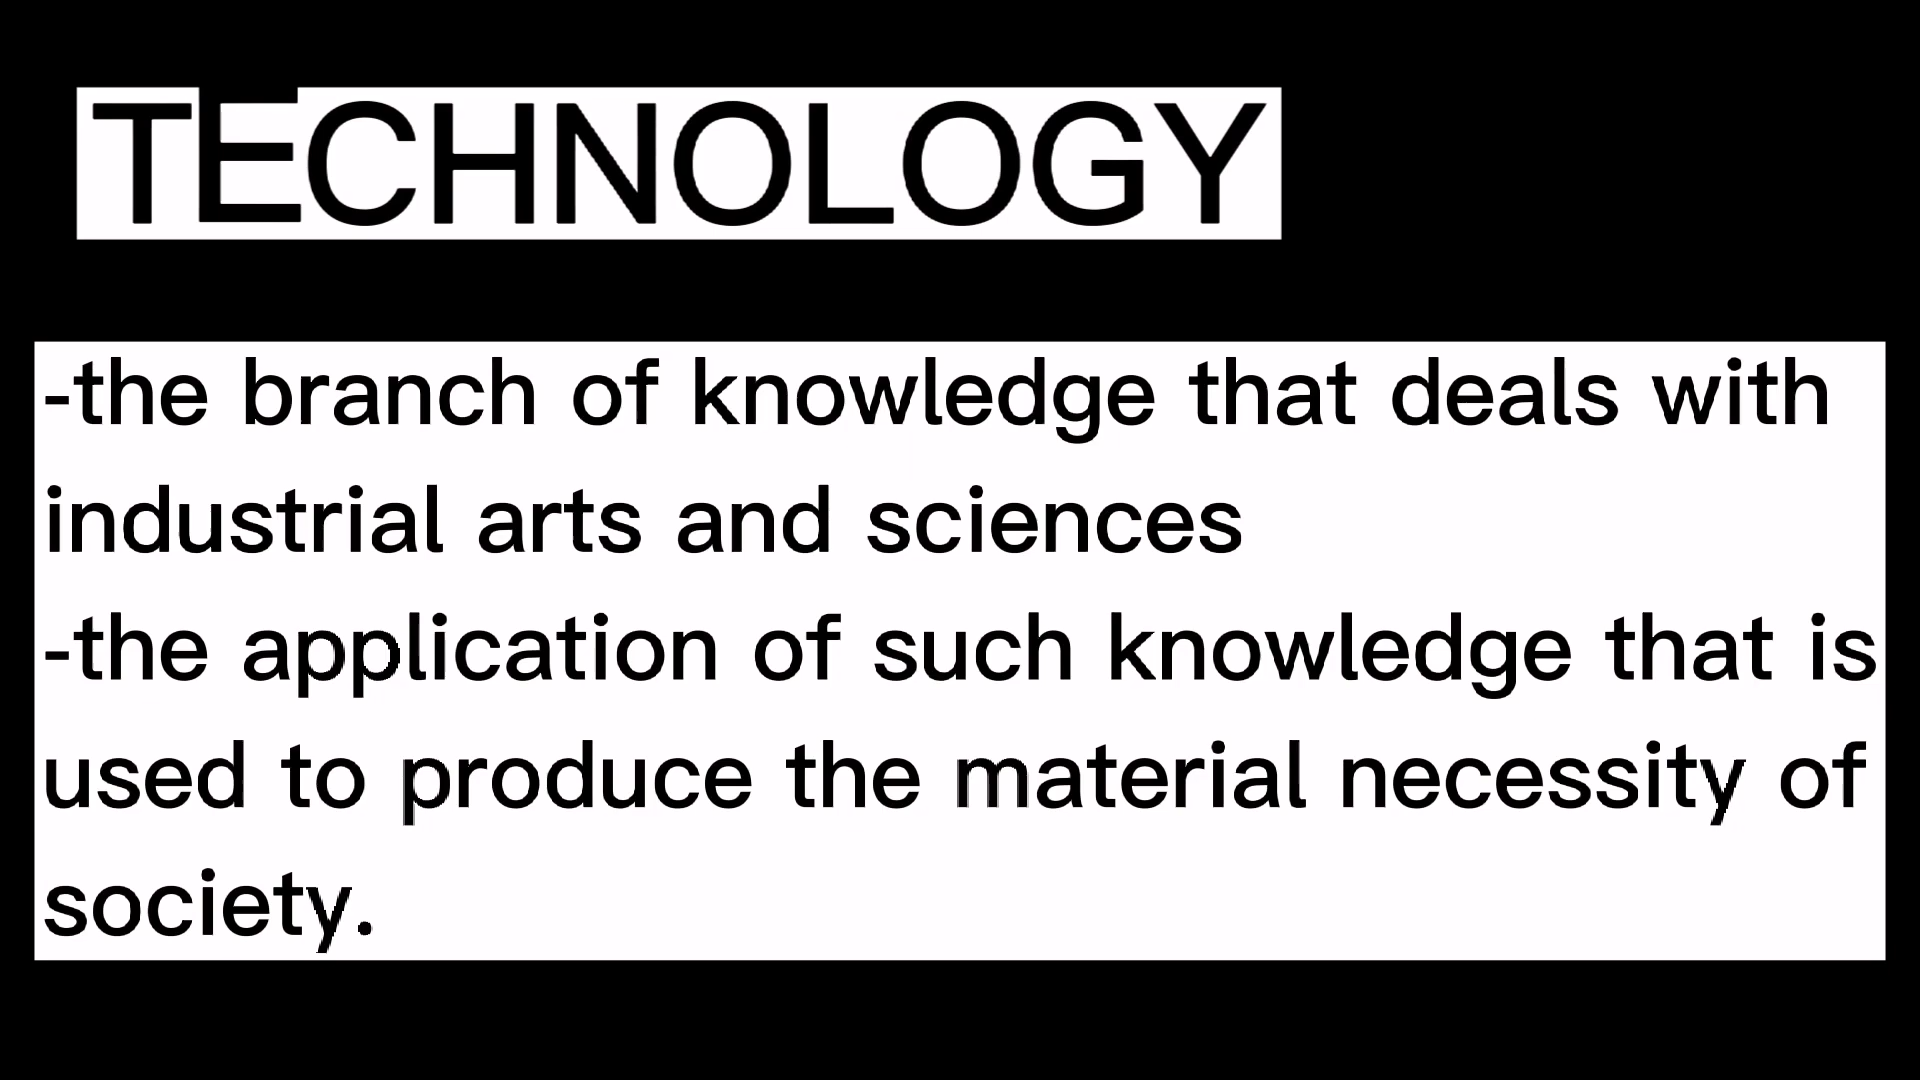 TECHNOLOGY
-the branch of knowledge that deals with
industrial arts and sciences
-the application of such knowledge that is
used to produce the material necessity of
society.